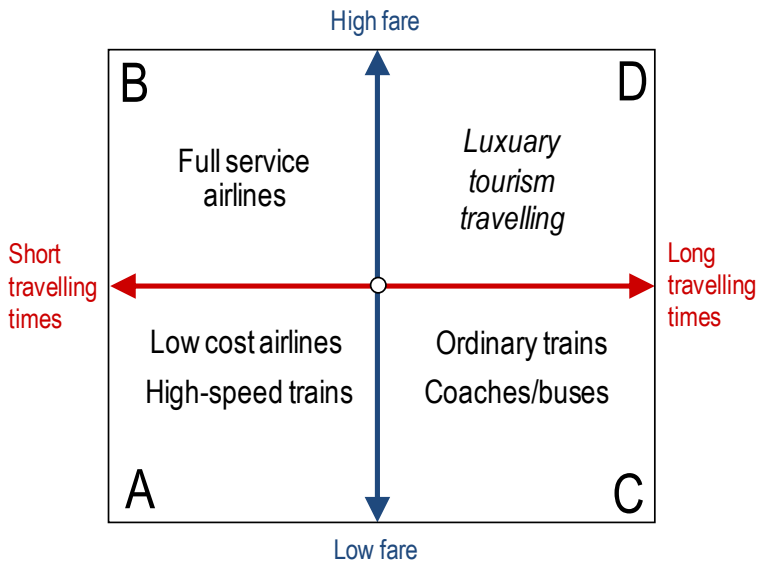 High fare
B
D
Full service
airlines
Luxuary
tourism
travelling
Short
travelling
times
Long
travelling
times
Low cost airlines
High-speed trains
Ordinary trains
Coaches/buses
A
C
Low fare